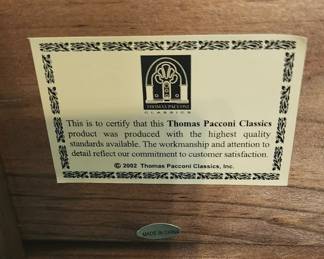 THOMAS PACCONI
CLASSICS
This is to certify that this Thomas Pacconi Classics
product was produced with the highest quality
standards available. The workmanship and attention to
detail reflect our commitment to customer satisfaction.
© 2002 Thomas Pacconi Classics, Inc.
MADE IN CHINA